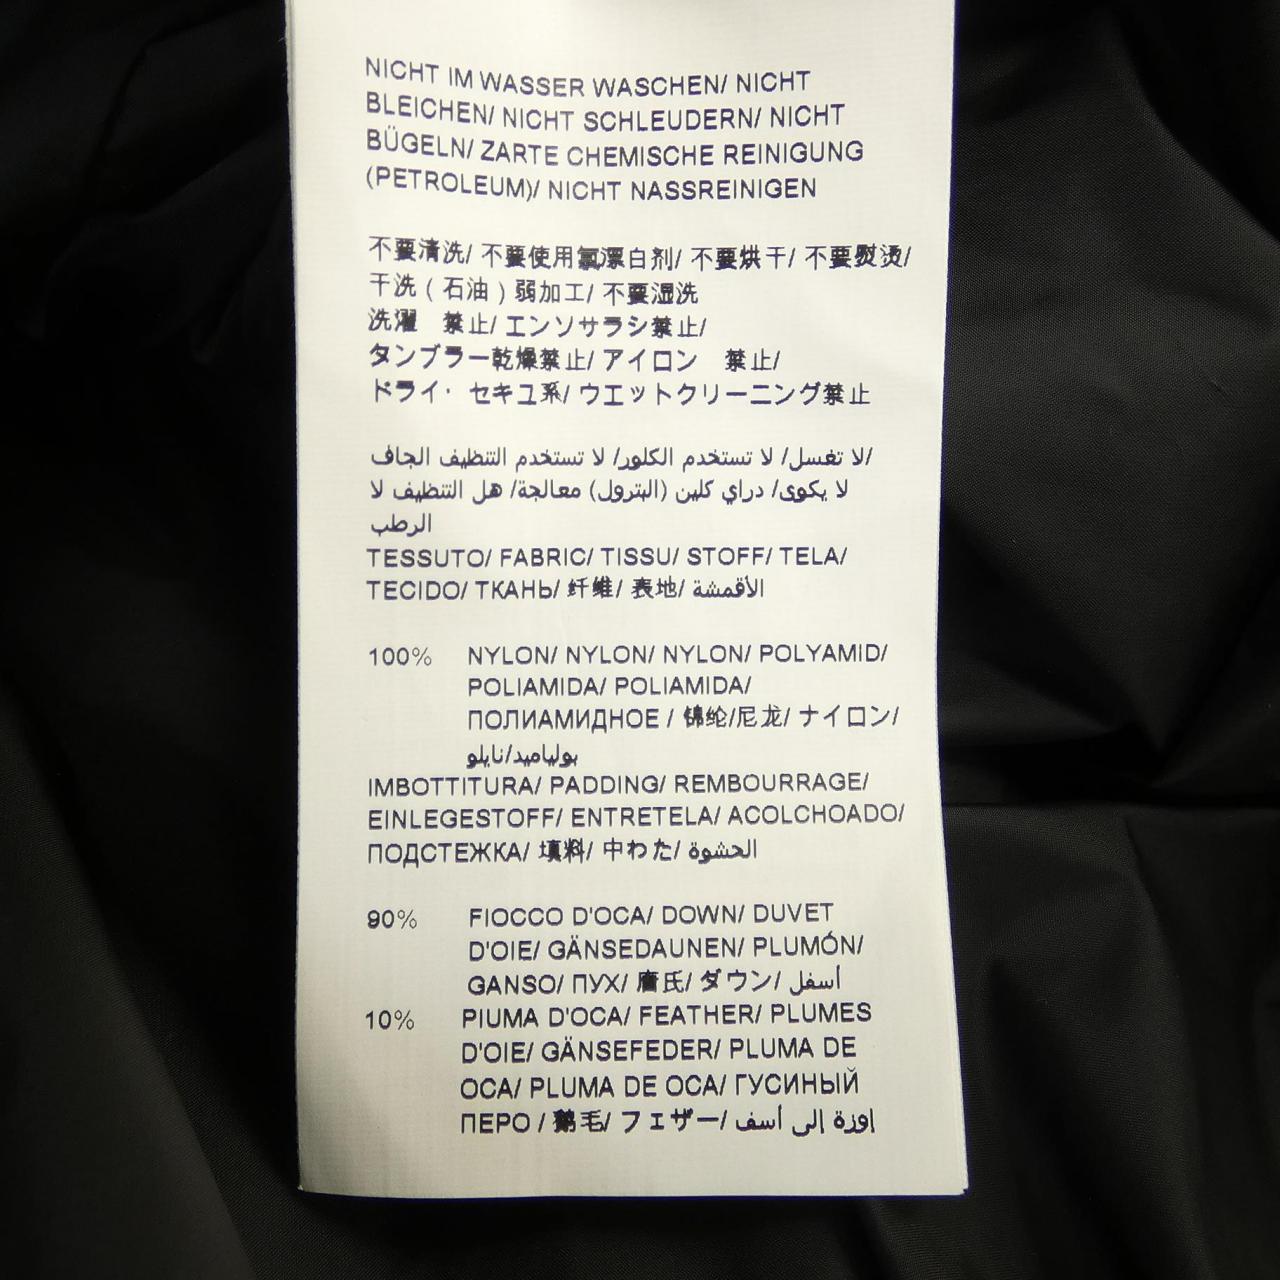 NICHT IM WASSER WASCHEN/ NICHT
BLEICHEN/ NICHT SCHLEUDERN/ NICHT
BÜGELN/ ZARTE CHEMISCHE REINIGUNG
(PETROLEUM)/ NICHT NASSREINIGEN
不要清洗/ 不要使用氯漂白剂/ 不要烘干/ 不要熨烫/
干洗(石油)弱加工/ 不要湿洗
洗濯　禁止/ エンソサラシ禁止/
タンブラー乾燥禁止/ アイロン　禁止/
ドライ・ セキユ系/ ウエットクリーニング禁止
/لا تغسل/ لا تستخدم الكلور/ لا تستخدم التنظيف الجاف
لا يكوى/ دراي كلين (البترول) معالجة/ هل التنظيف لا
الرطب
TESSUTO/ FABRIC/ TISSU/ STOFF/ TELA/
TECIDO/ ТКАНЬ/ 纤维/ 表地/ الأقمشة
100% NYLON/ NYLON/ NYLON/ POLYAMID/
POLIAMIDA/ POLIAMIDA/
ПОЛИАМИДНОЕ / 锦纶/尼龙/ ナイロン/
بولياميد/نايلو
IMBOTTITURA/ PADDING/ REMBOURRAGE/
EINLEGESTOFF/ ENTRETELA/ ACOLCHOADO/
ПОДСТЕЖКА/ 填料/ 中わた/ الحشوة
90% FIOCCO D'OCA/ DOWN/ DUVET
D'OIE/ GÄNSEDAUNEN/ PLUMÓN/
GANSO/ ПУХ/ 唐氏/ ダウン/ أسفل
10% PIUMA D'OCA/ FEATHER/ PLUMES
D'OIE/ GÄNSEFEDER/ PLUMA DE
OCA/ PLUMA DE OCA/ ГУСИНЫЙ
ПЕРО / 鹅毛/ フェザー/ إوزة إلى أسف